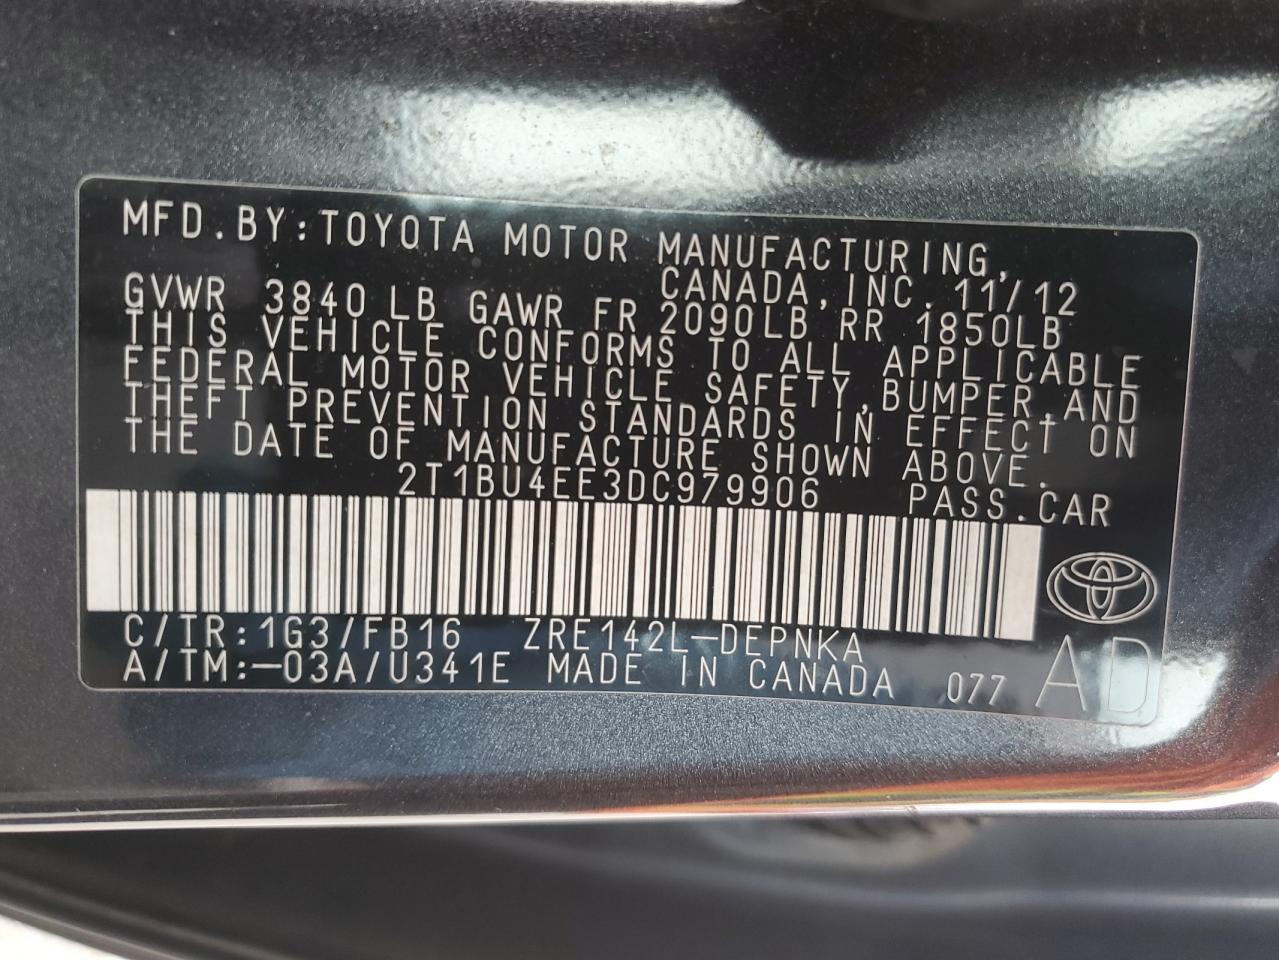 MFD.BY:TOYOTA MOTOR MANUFACTURING,
CANADA,INC. 11/12
GVWR 3840LB GAWR FR 2090LB RR 1850LB
THIS VEHICLE CONFORMS TO ALL APPLICABLE
FEDERAL MOTOR VEHICLE SAFETY,BUMPER,AND
THEFT PREVENTION STANDARDS IN EFFECT ON
THE DATE OF MANUFACTURE SHOWN ABOVE.
2T1BU4EE3DC979906 PASS.CAR
C/TR:1G3/FB16 ZRE142L-DEPNKA
A/TM:-03A/U341E MADE IN CANADA 077 AD